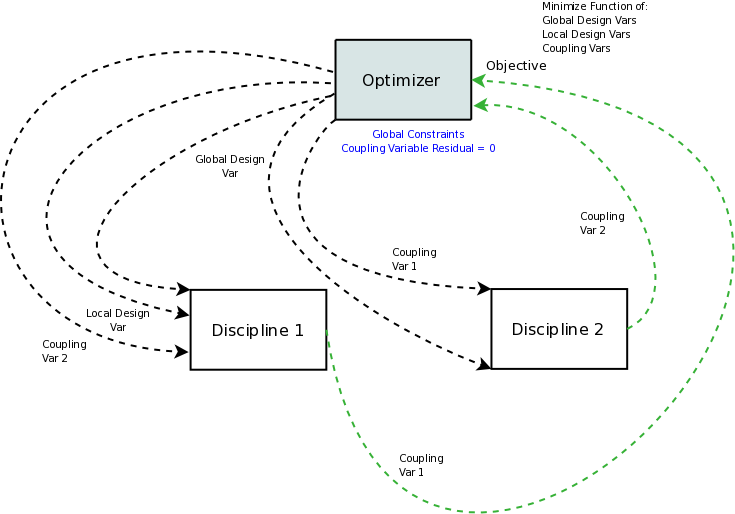 Minimize Function of:
Global Design Vars
Local Design Vars
Coupling Vars
Objective
Optimizer
Global Constraints
Coupling Variable Residual = 0
Global Design
Var
Coupling
Var 2
Coupling
Var 1
Local Design
Var
Discipline 1
Discipline 2
Coupling
Var 2
Coupling
Var 1